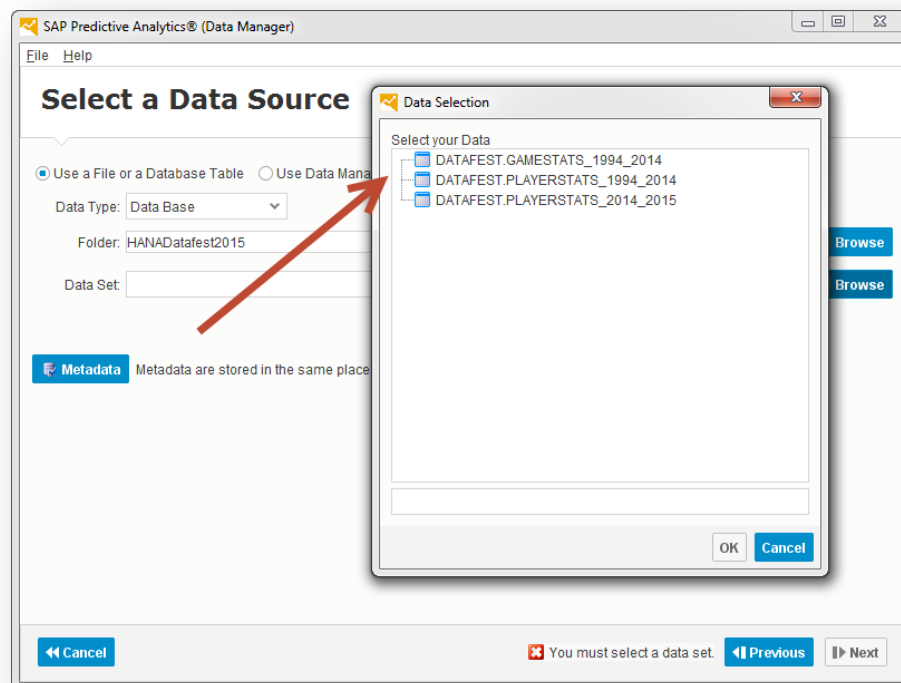 SAP Predictive Analytics® (Data Manager)
File Help
Select a Data Source
Use a File or a Database Table Use Data Mana
Data Type: Data Base
Folder: HANADatafest2015 Browse
Data Set: Browse
Metadata Metadata are stored in the same place
Data Selection
Select your Data
DATAFEST.GAMESTATS_1994_2014
DATAFEST.PLAYERSTATS_1994_2014
DATAFEST.PLAYERSTATS_2014_2015
OK Cancel
Cancel You must select a data set. Previous Next